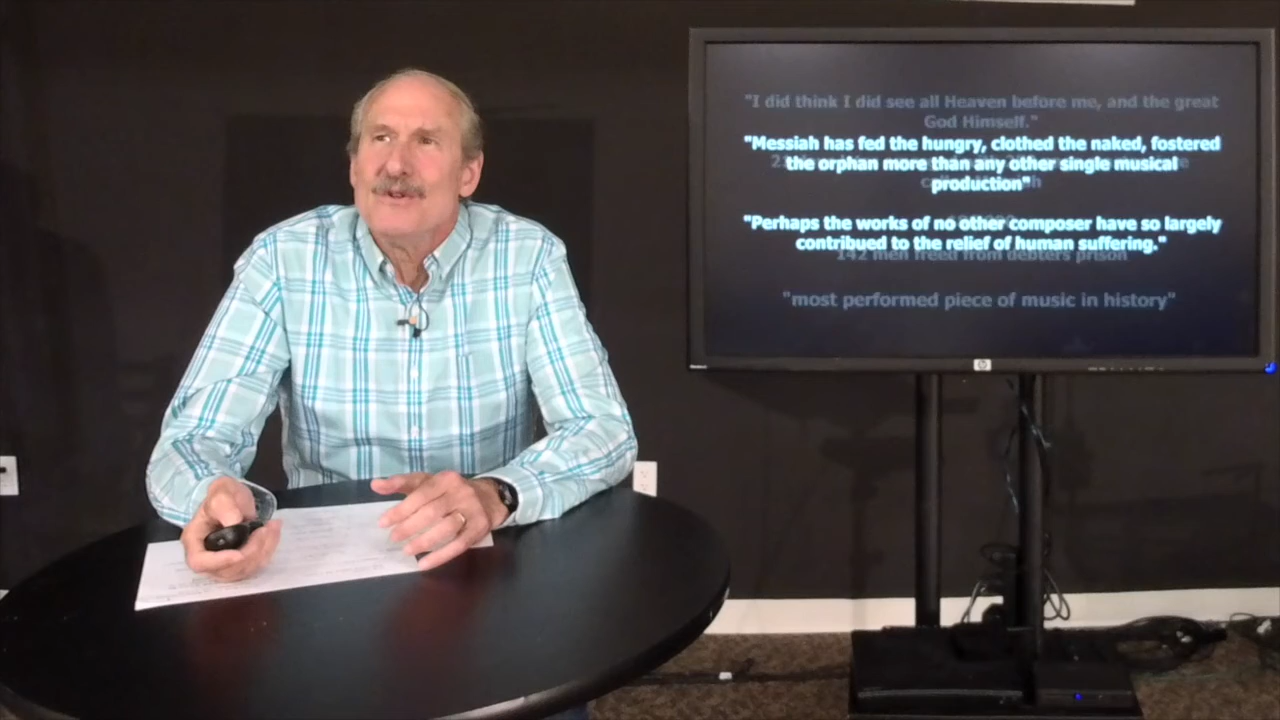 "I did think I did see all Heaven before me, and the great
God Himself."
"Messiah has fed the hungry, clothed the naked, fostered
the orphan more than any other single musical
production"
"Perhaps the works of no other composer have so largely
contribued to the relief of human suffering."
142 men freed from debters prison
"most performed piece of music in history"
hp